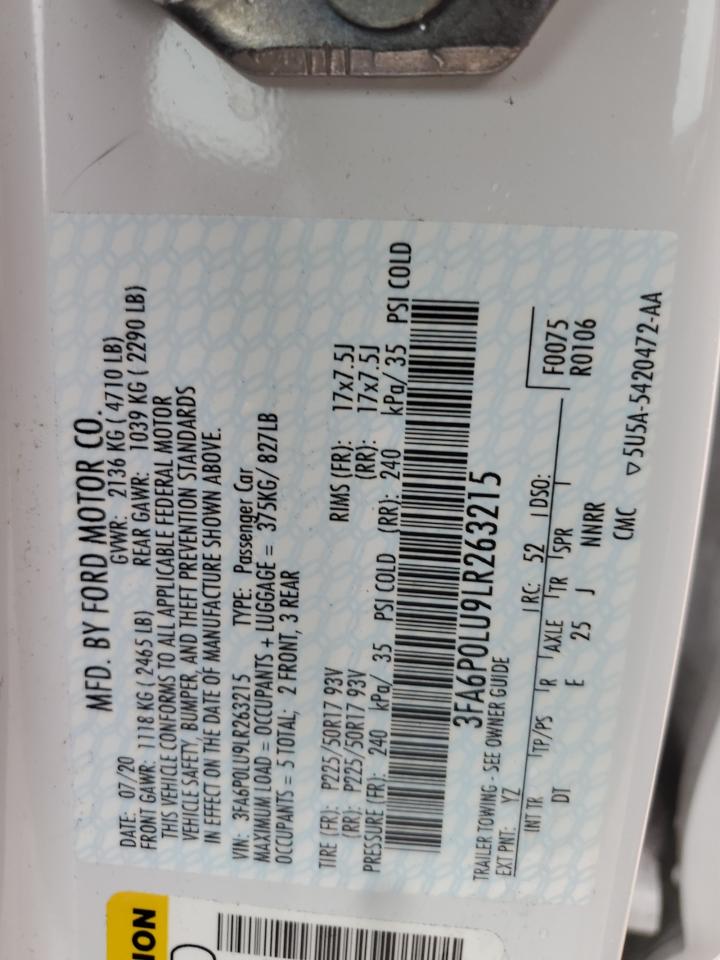 MFD. BY FORD MOTOR CO.
DATE: 07/20 GVWR: 2136 KG ( 4710 LB)
FRONT GAWR: 1118 KG ( 2465 LB) REAR GAWR: 1039 KG ( 2290 LB)
THIS VEHICLE CONFORMS TO ALL APPLICABLE FEDERAL MOTOR
VEHICLE SAFETY, BUMPER, AND THEFT PREVENTION STANDARDS
IN EFFECT ON THE DATE OF MANUFACTURE SHOWN ABOVE.
VIN: 3FA6P0LU9LR263215 TYPE: Passenger Car
MAXIMUM LOAD = OCCUPANTS + LUGGAGE = 375KG/ 827LB
OCCUPANTS = 5 TOTAL; 2 FRONT, 3 REAR
TIRE (FR): P225/50R17 93V RIMS (FR): 17x7.5J
(RR): P225/50R17 93V (RR): 17x7.5J
PRESSURE (FR): 240 kPa/ 35 PSI COLD (RR): 240 kPa/ 35 PSI COLD
3FA6P0LU9LR263215
TRAILER TOWING - SEE OWNER GUIDE
EXT PNT: YZ RC: 52 DSO:
INT TR TP/PS R AXLE TR SPR
DT E 25 J NNRR
F0075
R0106
CMC ▽5U5A-5420472-AA
ION